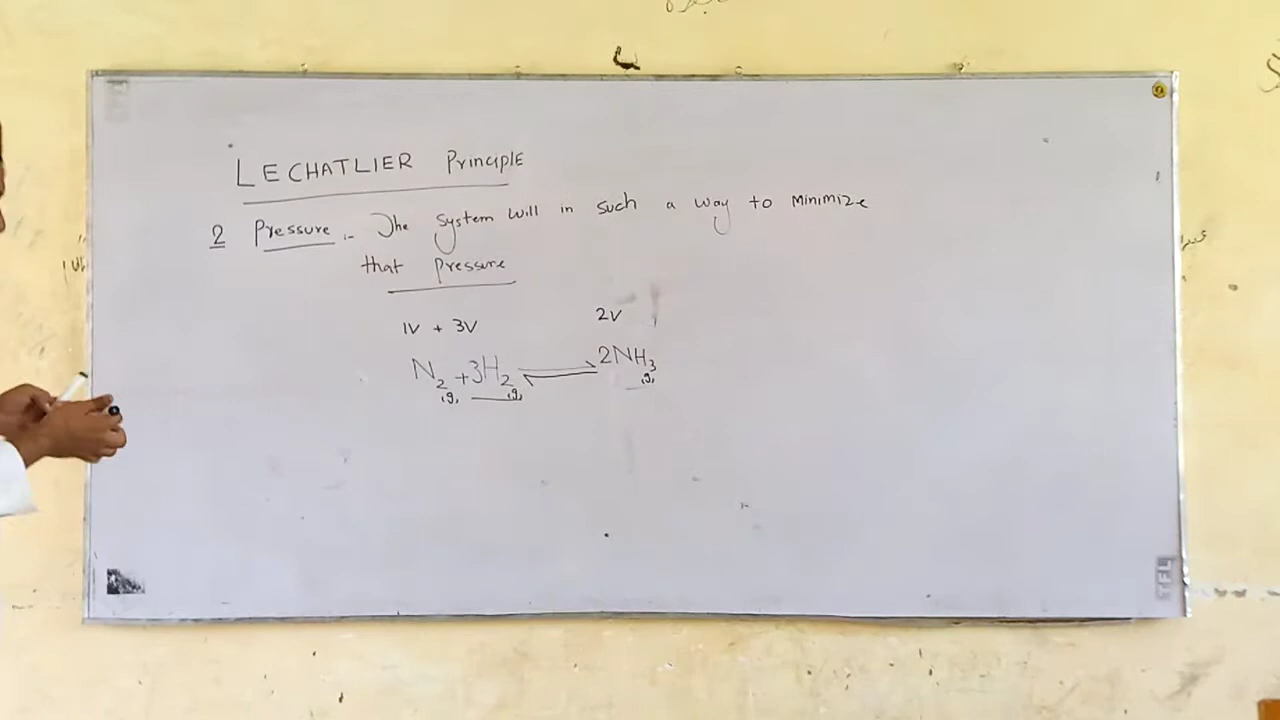 LECHATLIER Principle
2 Pressure :- The system will in such a way to Minimize
that Pressure
1V + 3V 2V
N2 + 3H2 ⇌ 2NH3
(g) (g) (g)
TFL